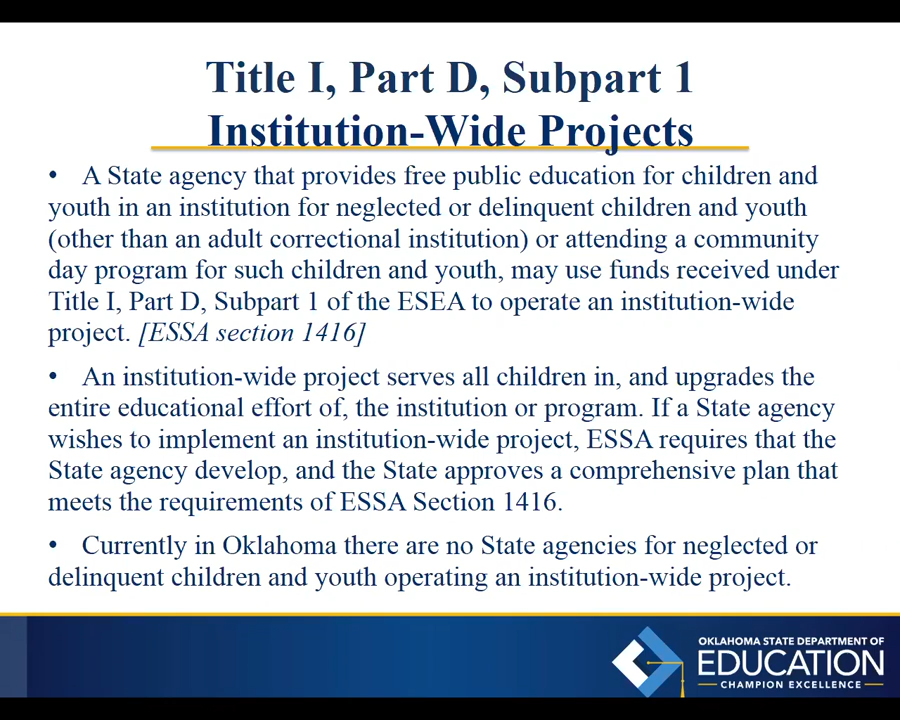 Title I, Part D, Subpart 1
Institution-Wide Projects
• A State agency that provides free public education for children and
youth in an institution for neglected or delinquent children and youth
(other than an adult correctional institution) or attending a community
day program for such children and youth, may use funds received under
Title I, Part D, Subpart 1 of the ESEA to operate an institution-wide
project. [ESSA section 1416]
• An institution-wide project serves all children in, and upgrades the
entire educational effort of, the institution or program. If a State agency
wishes to implement an institution-wide project, ESSA requires that the
State agency develop, and the State approves a comprehensive plan that
meets the requirements of ESSA Section 1416.
• Currently in Oklahoma there are no State agencies for neglected or
delinquent children and youth operating an institution-wide project.
OKLAHOMA STATE DEPARTMENT OF
EDUCATION
CHAMPION EXCELLENCE